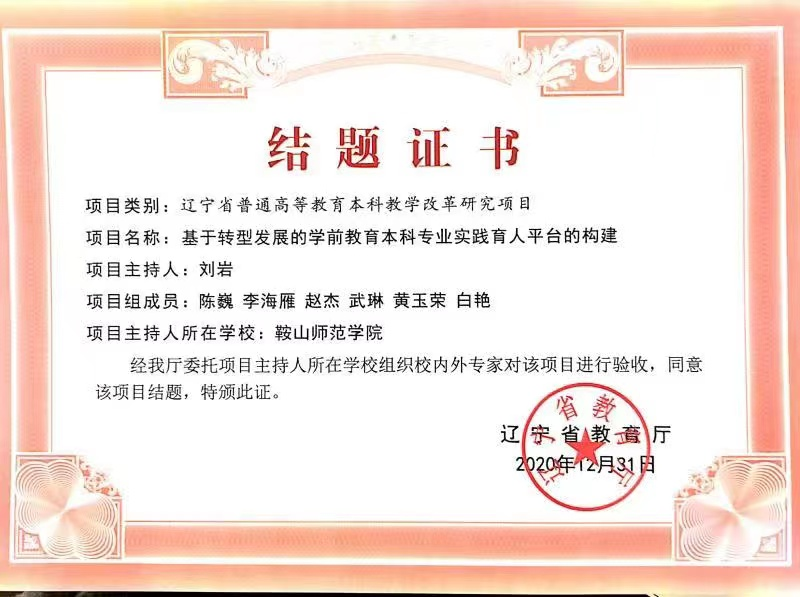 结题证书
项目类别：辽宁省普通高等教育本科教学改革研究项目
项目名称：基于转型发展的学前教育本科专业实践育人平台的构建
项目主持人：刘岩
项目组成员：陈巍 李海雁 赵杰 武琳 黄玉荣 白艳
项目主持人所在学校：鞍山师范学院
经我厅委托项目主持人所在学校组织校内外专家对该项目进行验收，同意
该项目结题，特颁此证。
辽宁省教育厅
2020年12月31日
辽宁省教育厅